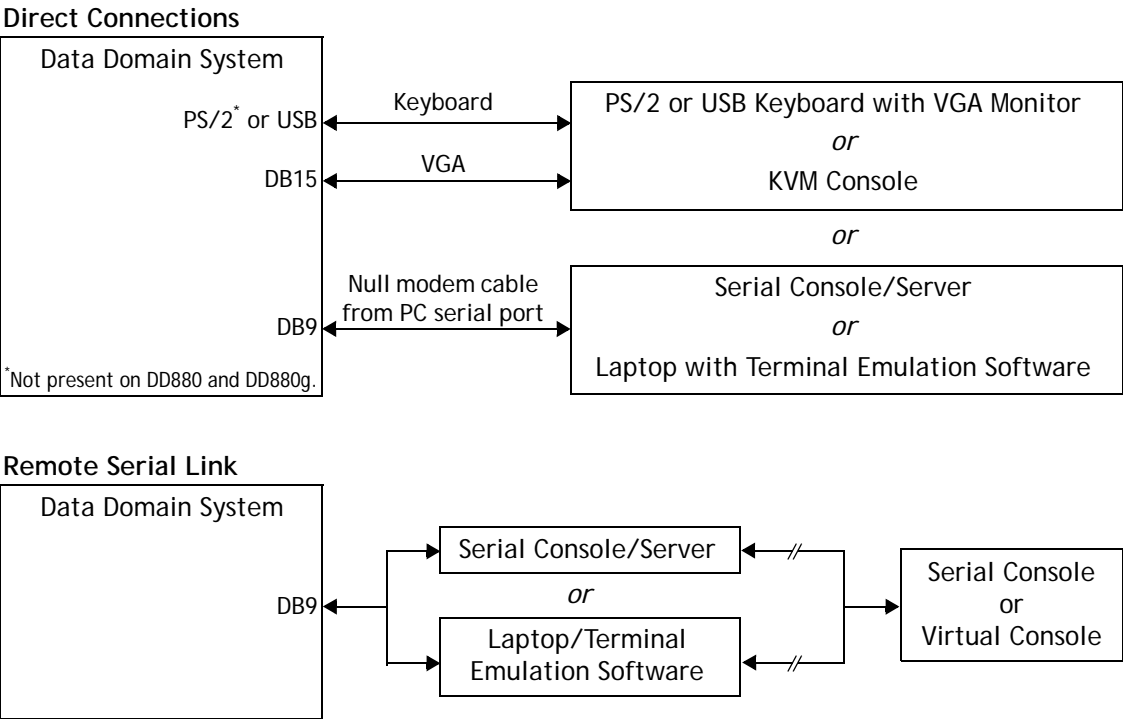 Direct Connections
Data Domain System
PS/2* or USB
Keyboard
PS/2 or USB Keyboard with VGA Monitor
or
KVM Console
DB15
VGA
or
DB9
Null modem cable
from PC serial port
Serial Console/Server
or
Laptop with Terminal Emulation Software
*Not present on DD880 and DD880g.
Remote Serial Link
Data Domain System
DB9
Serial Console/Server
or
Laptop/Terminal
Emulation Software
Serial Console
or
Virtual Console